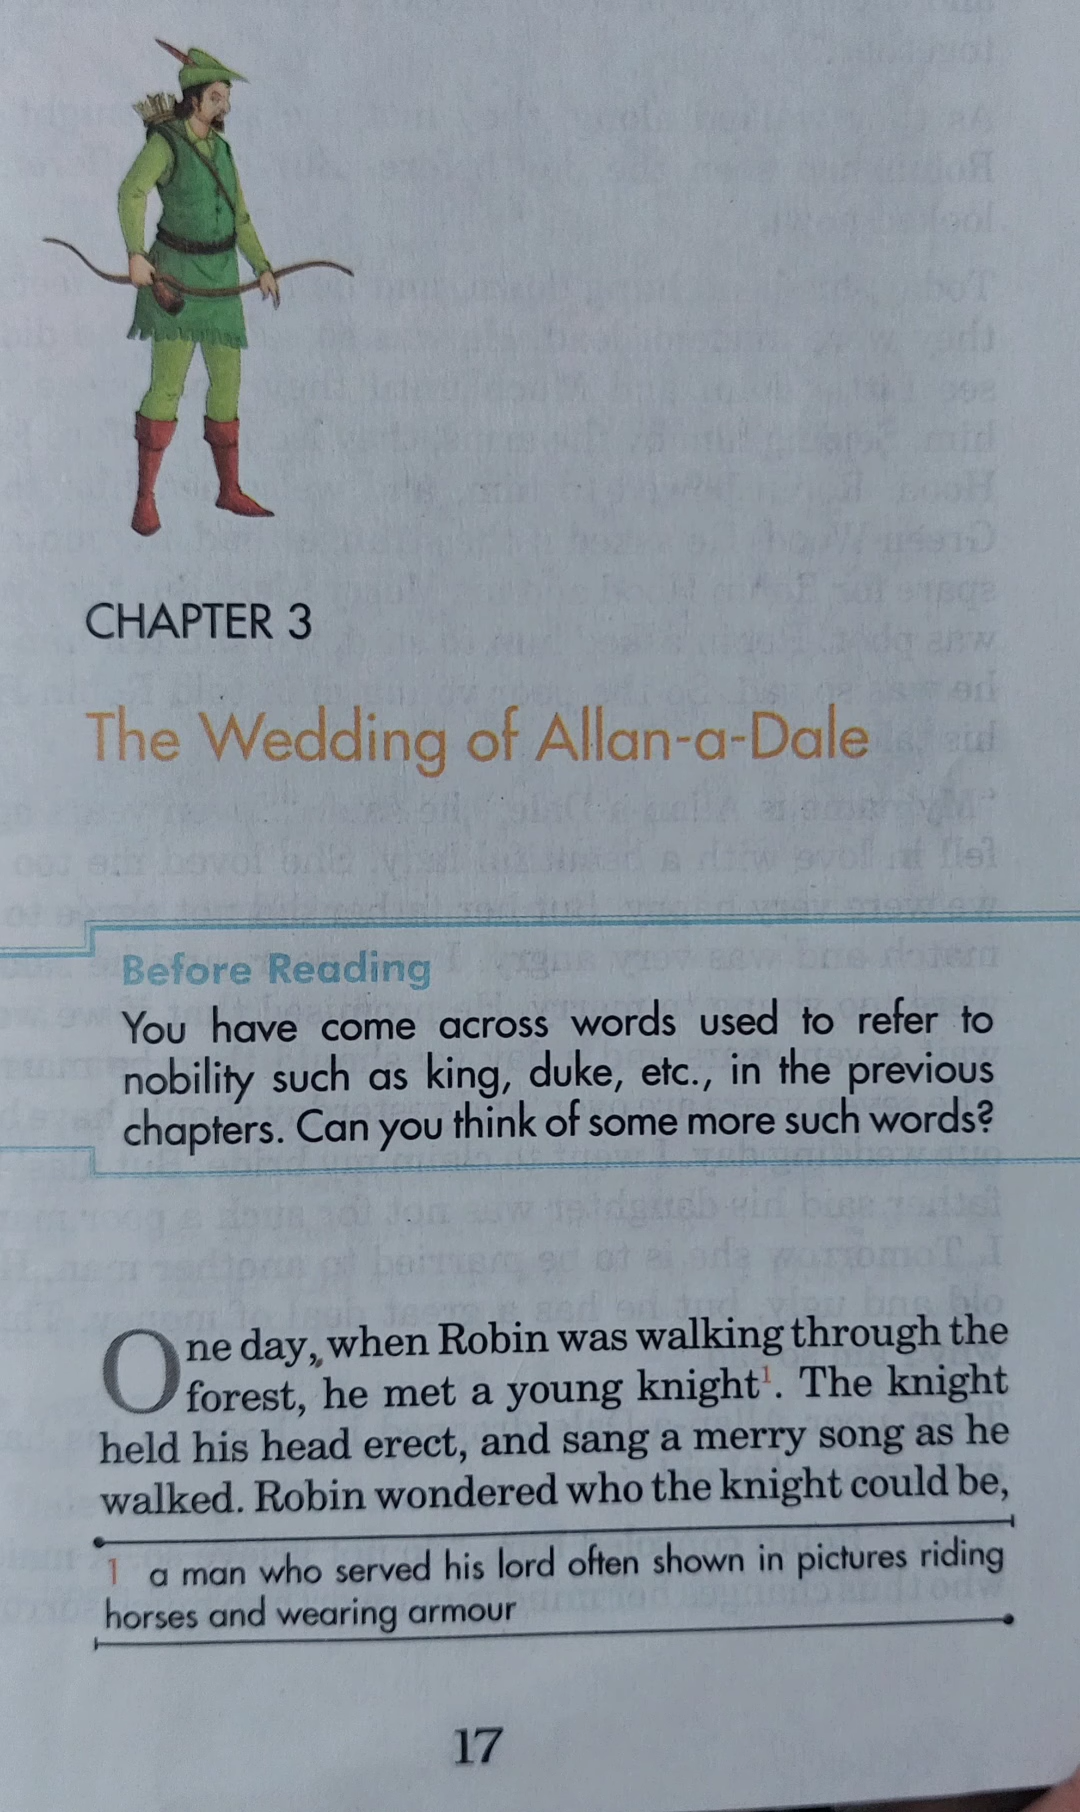 CHAPTER 3
The Wedding of Allan-a-Dale
Before Reading
You have come across words used to refer to
nobility such as king, duke, etc., in the previous
chapters. Can you think of some more such words?
One day, when Robin was walking through the
forest, he met a young knight¹. The knight
held his head erect, and sang a merry song as he
walked. Robin wondered who the knight could be,
1 a man who served his lord often shown in pictures riding
horses and wearing armour
17